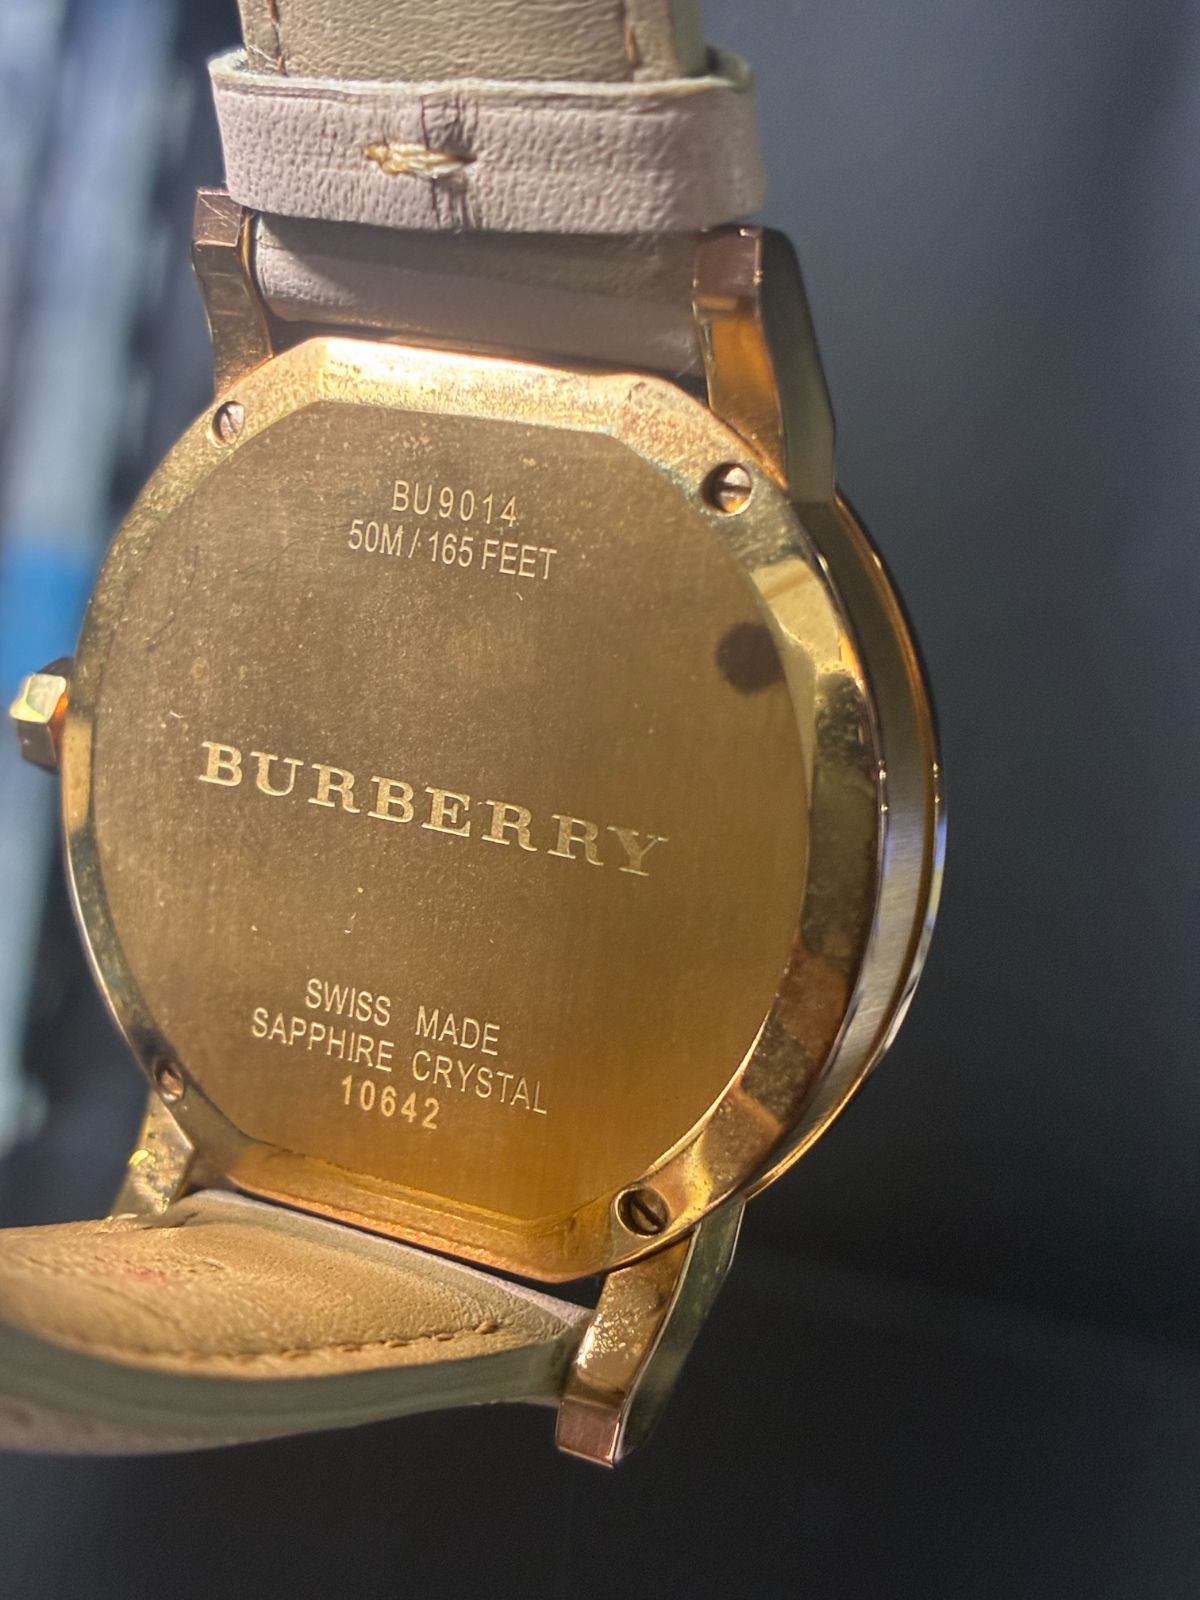 BU9014
50M / 165 FEET
BURBERRY
SWISS MADE
SAPPHIRE CRYSTAL
10642